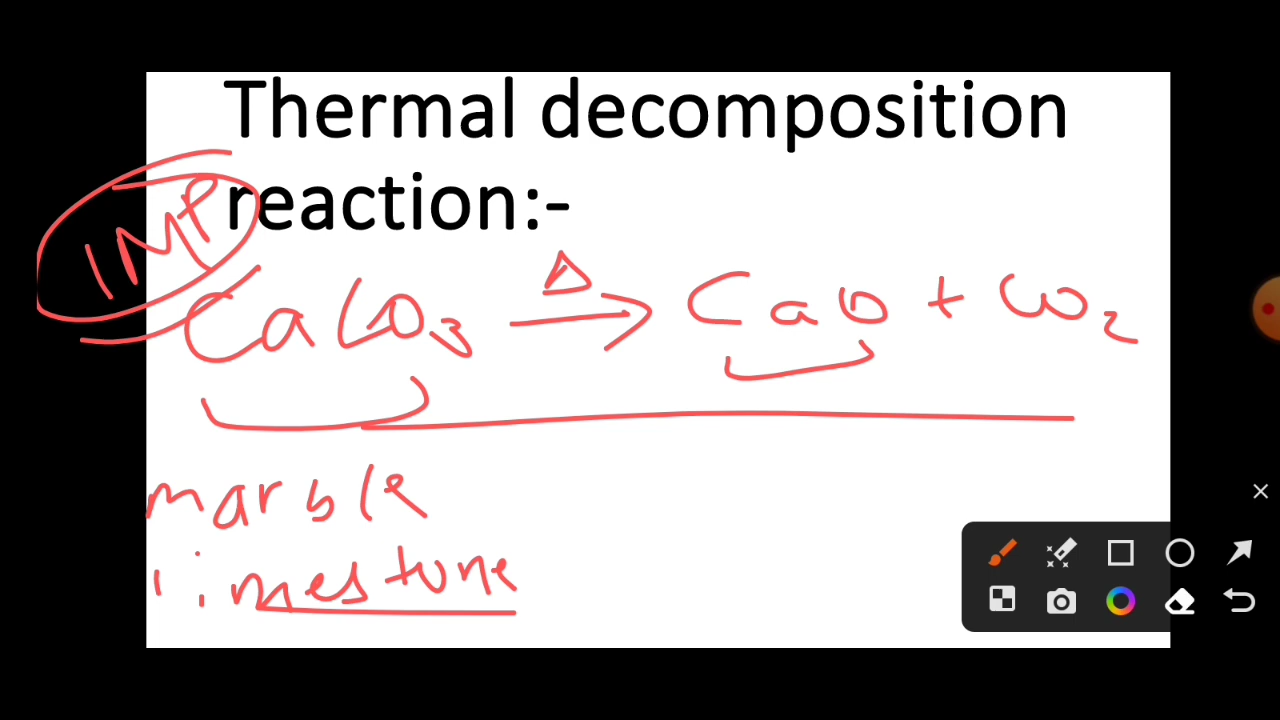 Thermal decomposition
reaction:-
IMP
CaCO₃ →Δ CaO + CO₂
marble
limestone